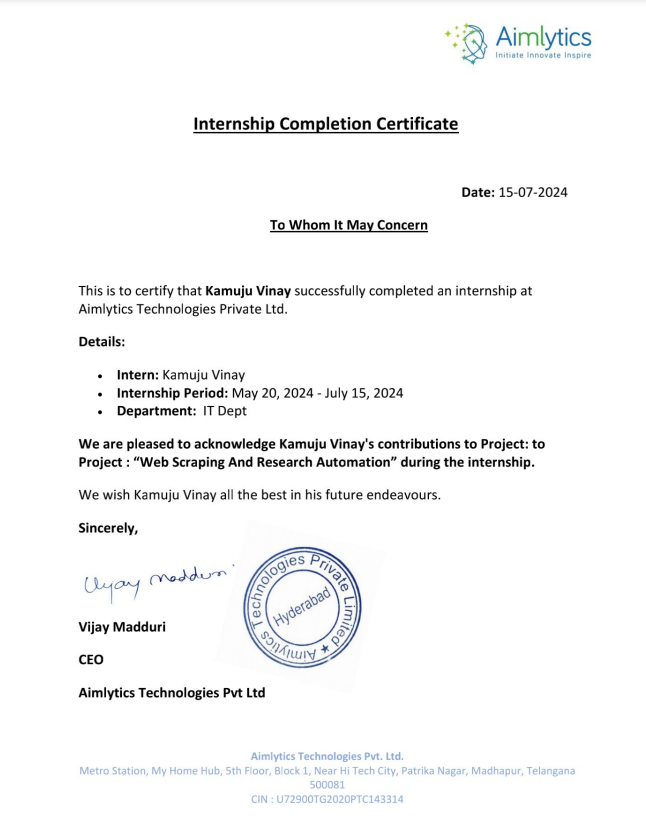 Aimlytics
Initiate Innovate Inspire
Internship Completion Certificate
Date: 15-07-2024
To Whom It May Concern
This is to certify that Kamuju Vinay successfully completed an internship at
Aimlytics Technologies Private Ltd.
Details:
• Intern: Kamuju Vinay
• Internship Period: May 20, 2024 - July 15, 2024
• Department: IT Dept
We are pleased to acknowledge Kamuju Vinay's contributions to Project: to
Project : “Web Scraping And Research Automation” during the internship.
We wish Kamuju Vinay all the best in his future endeavours.
Sincerely,
Vijay Madduri
Aimlytics Technologies Private Limited ★
Hyderabad
Vijay Madduri
CEO
Aimlytics Technologies Pvt Ltd
Aimlytics Technologies Pvt. Ltd.
Metro Station, My Home Hub, 5th Floor, Block 1, Near Hi Tech City, Patrika Nagar, Madhapur, Telangana
500081
CIN : U72900TG2020PTC143314